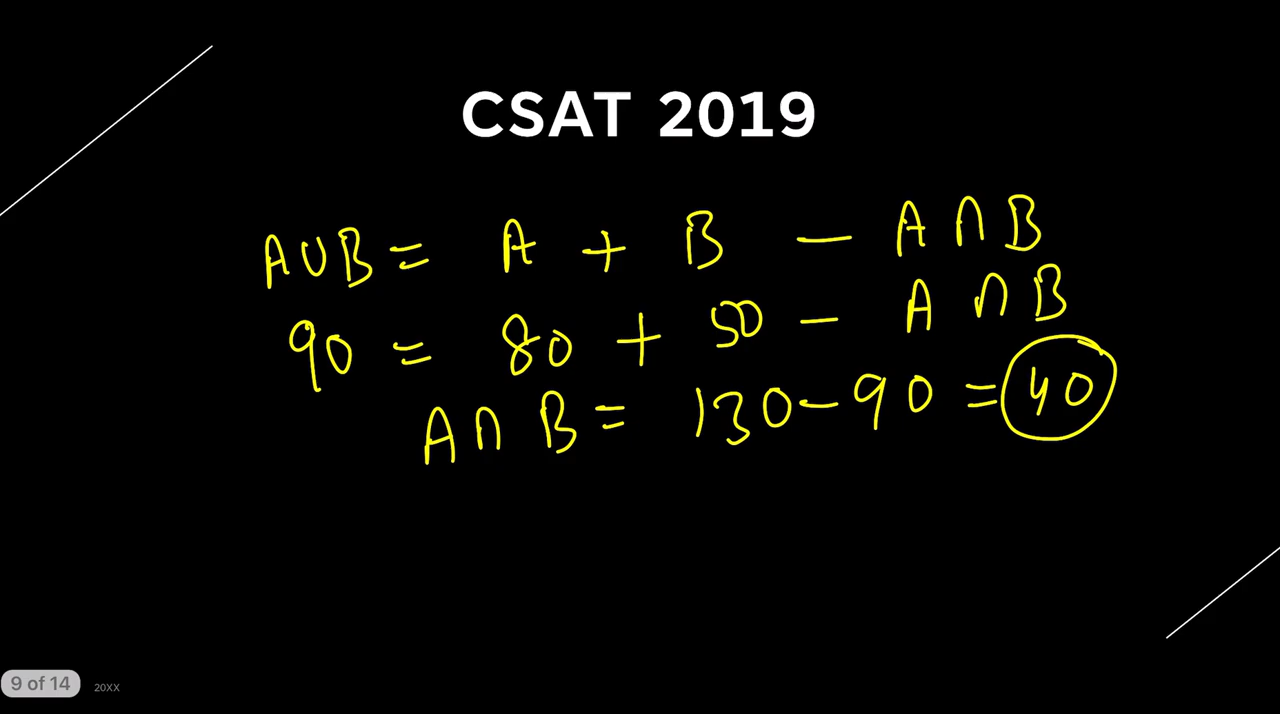 CSAT 2019
A∪B = A + B - A∩B
90 = 80 + 50 - A∩B
A∩B = 130-90 = 40
9 of 14
20XX